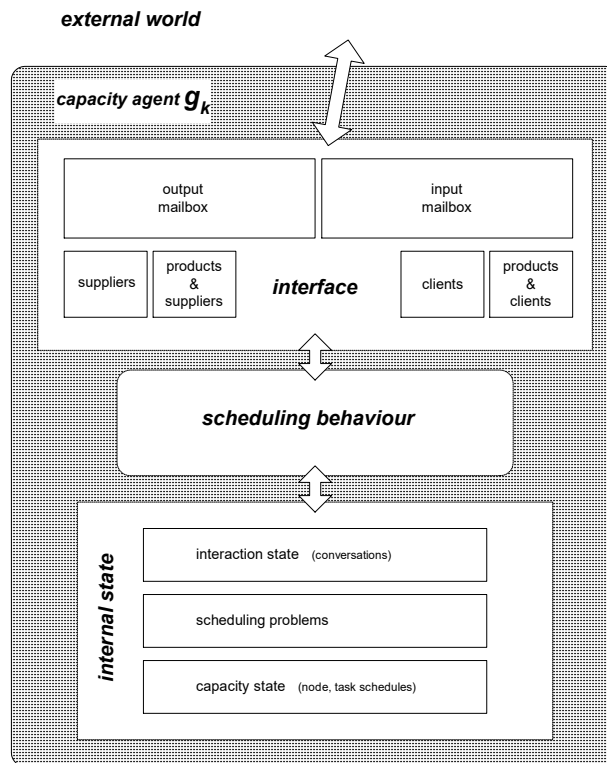 external world
capacity agent gk
output
mailbox
input
mailbox
suppliers
products
&
suppliers
interface
clients
products
&
clients
scheduling behaviour
internal state
interaction state (conversations)
scheduling problems
capacity state (node, task schedules)